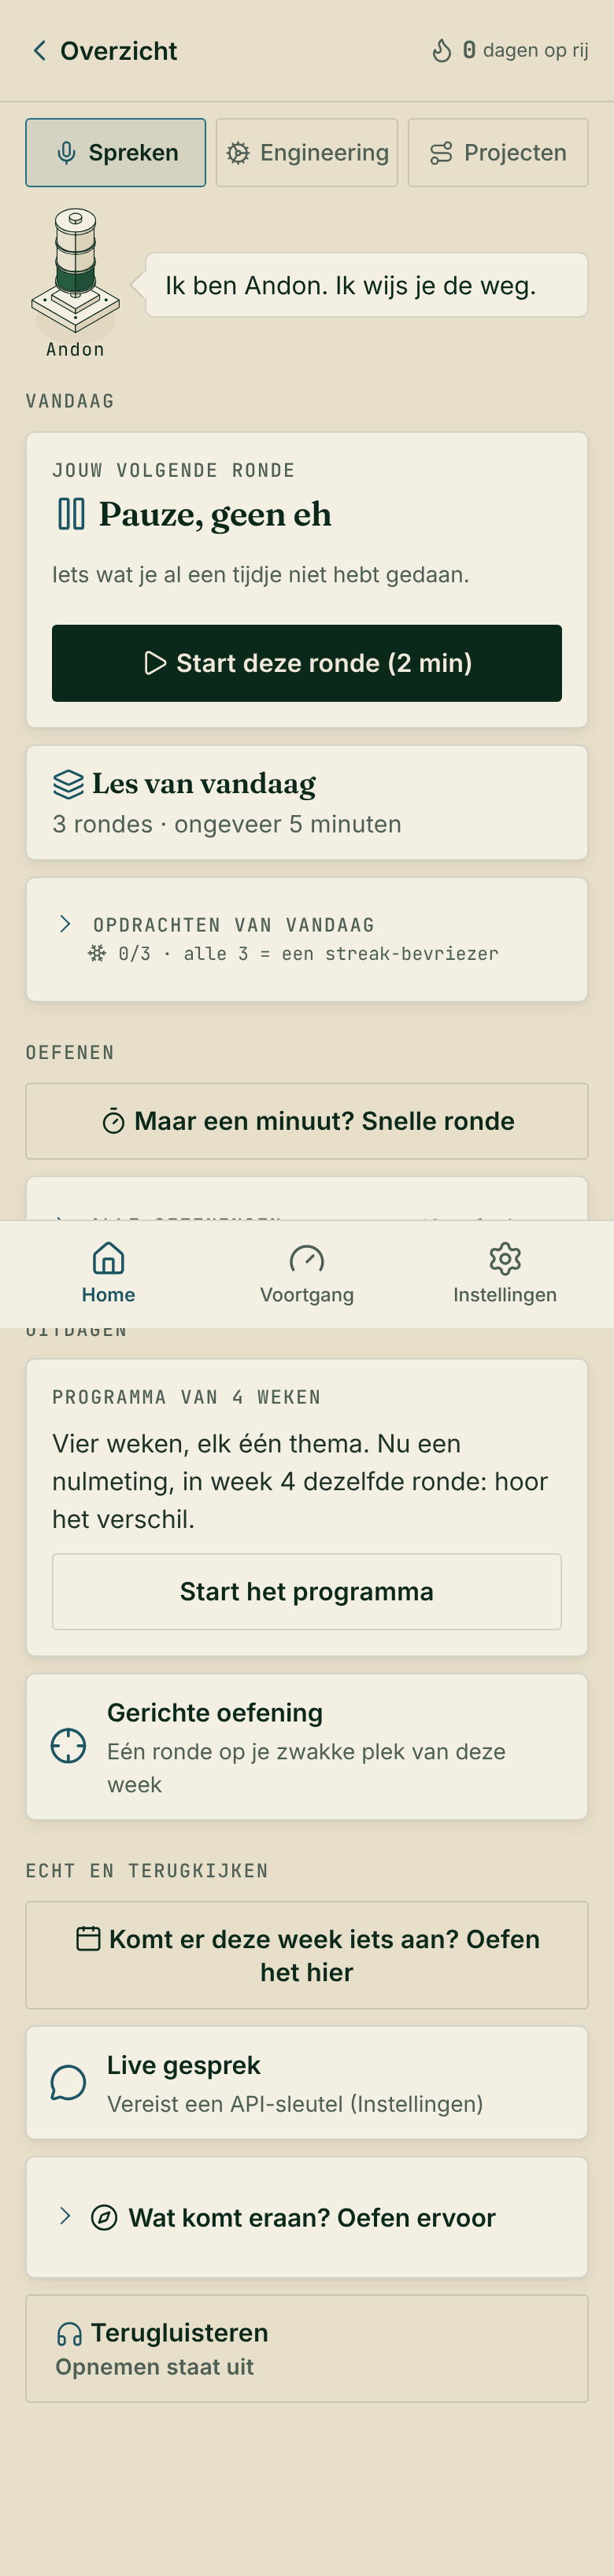 Overzicht
0 dagen op rij
Spreken
Engineering
Projecten
Ik ben Andon. Ik wijs je de weg.
Andon
VANDAAG
JOUW VOLGENDE RONDE
Pauze, geen eh
Iets wat je al een tijdje niet hebt gedaan.
Start deze ronde (2 min)
Les van vandaag
3 rondes · ongeveer 5 minuten
OPDRACHTEN VAN VANDAAG
0/3 · alle 3 = een streak-bevriezer
OEFENEN
Maar een minuut? Snelle ronde
ALLE OEFENINGEN
Home
Voortgang
Instellingen
UITDAGEN
PROGRAMMA VAN 4 WEKEN
Vier weken, elk één thema. Nu een
nulmeting, in week 4 dezelfde ronde: hoor
het verschil.
Start het programma
Gerichte oefening
Eén ronde op je zwakke plek van deze
week
ECHT EN TERUGKIJKEN
Komt er deze week iets aan? Oefen
het hier
Live gesprek
Vereist een API-sleutel (Instellingen)
Wat komt eraan? Oefen ervoor
Terugluisteren
Opnemen staat uit